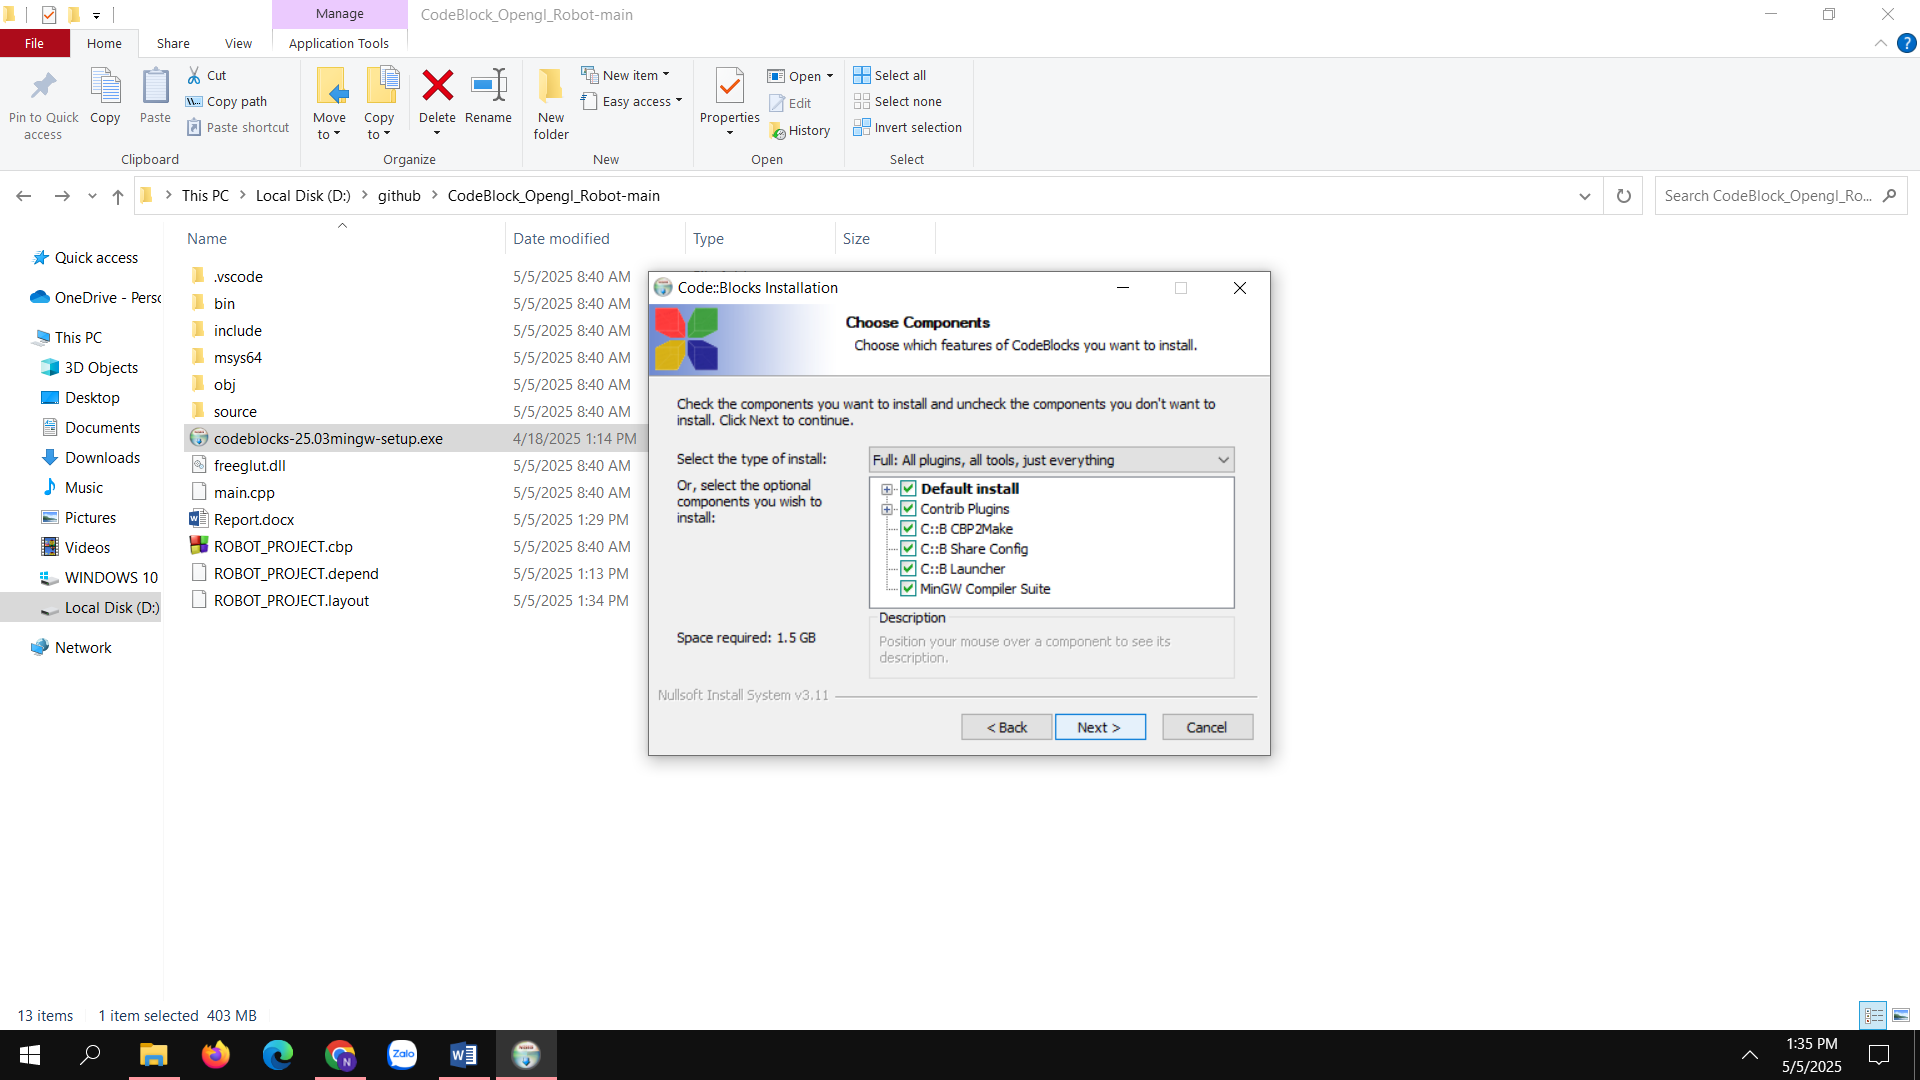 Manage
CodeBlock_Opengl_Robot-main
File
Home
Share
View
Application Tools
Pin to Quick
access
Copy
Paste
Cut
Copy path
Paste shortcut
Clipboard
Move
to
Copy
to
Delete
Rename
Organize
New
folder
New item
Easy access
New
Properties
Open
Edit
History
Open
Select all
Select none
Invert selection
Select
This PC
Local Disk (D:)
github
CodeBlock_Opengl_Robot-main
Search CodeBlock_Opengl_Ro...
Name
Date modified
Type
Size
Quick access
OneDrive - Perso
This PC
3D Objects
Desktop
Documents
Downloads
Music
Pictures
Videos
WINDOWS 10
Local Disk (D:)
Network
.vscode 5/5/2025 8:40 AM
bin 5/5/2025 8:40 AM
include 5/5/2025 8:40 AM
msys64 5/5/2025 8:40 AM
obj 5/5/2025 8:40 AM
source 5/5/2025 8:40 AM
codeblocks-25.03mingw-setup.exe 4/18/2025 1:14 PM
freeglut.dll 5/5/2025 8:40 AM
main.cpp 5/5/2025 8:40 AM
Report.docx 5/5/2025 1:29 PM
ROBOT_PROJECT.cbp 5/5/2025 8:40 AM
ROBOT_PROJECT.depend 5/5/2025 1:13 PM
ROBOT_PROJECT.layout 5/5/2025 1:34 PM
Code::Blocks Installation
Choose Components
Choose which features of CodeBlocks you want to install.
Check the components you want to install and uncheck the components you don't want to
install. Click Next to continue.
Select the type of install:
Full: All plugins, all tools, just everything
Or, select the optional
components you wish to
install:
Default install
Contrib Plugins
C::B CBP2Make
C::B Share Config
C::B Launcher
MinGW Compiler Suite
Space required: 1.5 GB
Description
Position your mouse over a component to see its
description.
Nullsoft Install System v3.11
< Back
Next >
Cancel
13 items
1 item selected 403 MB
Zalo
1:35 PM
5/5/2025